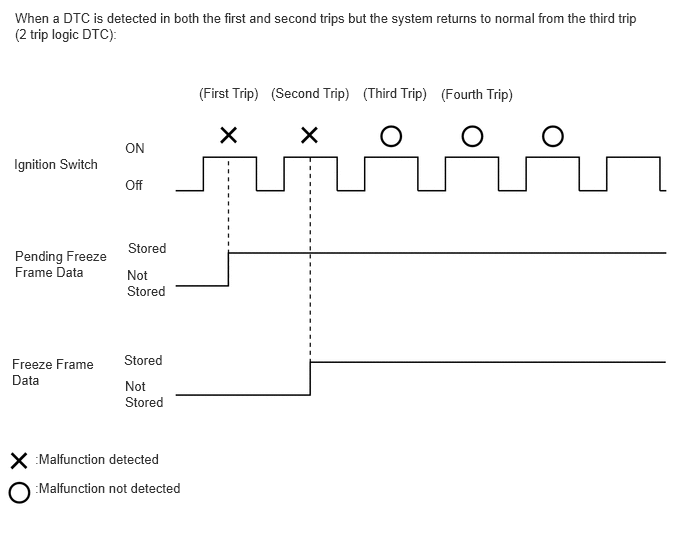 When a DTC is detected in both the first and second trips but the system returns to normal from the third trip
(2 trip logic DTC):
(First Trip) (Second Trip) (Third Trip) (Fourth Trip)
ON
Ignition Switch
Off
Stored
Pending Freeze
Frame Data
Not
Stored
Stored
Freeze Frame
Data
Not
Stored
:Malfunction detected
:Malfunction not detected